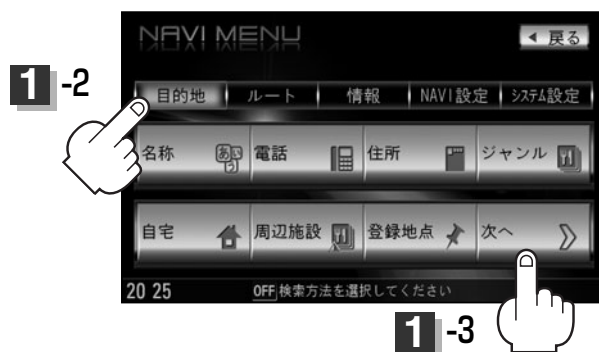 NAVI MENU
戻る
1-2
目的地 ルート 情報 NAVI設定 システム設定
名称 あいう 電話 住所 ジャンル
自宅 周辺施設 登録地点 次へ
20 25 OFF 検索方法を選択してください
1-3